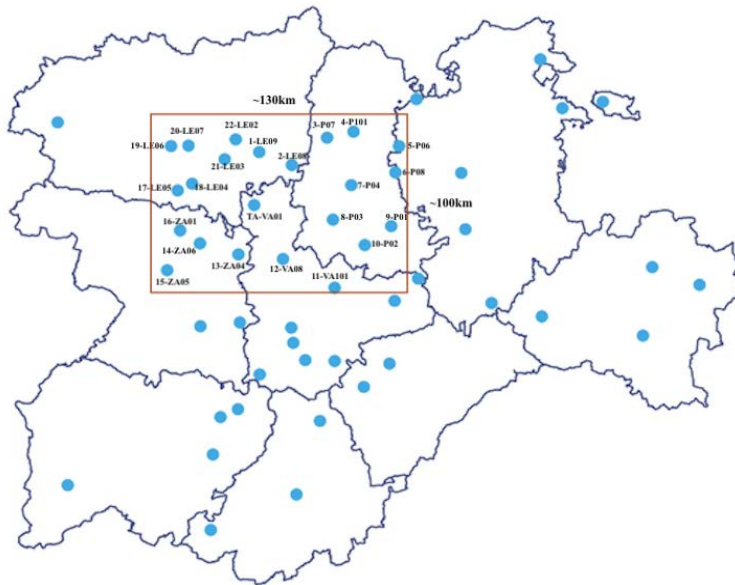 ~130km
22-LE02
3-P07
4-P101
20-LE07
1-LE09
19-LE06
5-P06
21-LE03
2-LE08
6-P08
17-LE05
18-LE04
7-P04
~100km
TA-VA01
16-ZA01
8-P03
9-P01
14-ZA06
10-P02
13-ZA04
12-VA08
15-ZA05
11-VA101